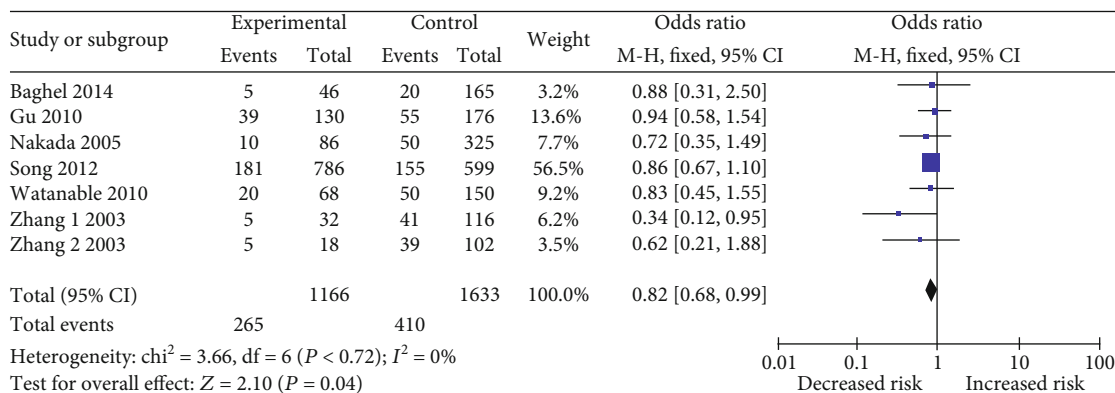 Study or subgroup Experimental Control Weight Odds ratio Odds ratio
Events Total Events Total M-H, fixed, 95% CI M-H, fixed, 95% CI
Baghel 2014 5 46 20 165 3.2% 0.88 [0.31, 2.50]
Gu 2010 39 130 55 176 13.6% 0.94 [0.58, 1.54]
Nakada 2005 10 86 50 325 7.7% 0.72 [0.35, 1.49]
Song 2012 181 786 155 599 56.5% 0.86 [0.67, 1.10]
Watanable 2010 20 68 50 150 9.2% 0.83 [0.45, 1.55]
Zhang 1 2003 5 32 41 116 6.2% 0.34 [0.12, 0.95]
Zhang 2 2003 5 18 39 102 3.5% 0.62 [0.21, 1.88]
Total (95% CI) 1166 1633 100.0% 0.82 [0.68, 0.99]
Total events 265 410
Heterogeneity: chi² = 3.66, df = 6 (P < 0.72); I² = 0%
Test for overall effect: Z = 2.10 (P = 0.04)
0.01 0.1 1 10 100
Decreased risk Increased risk